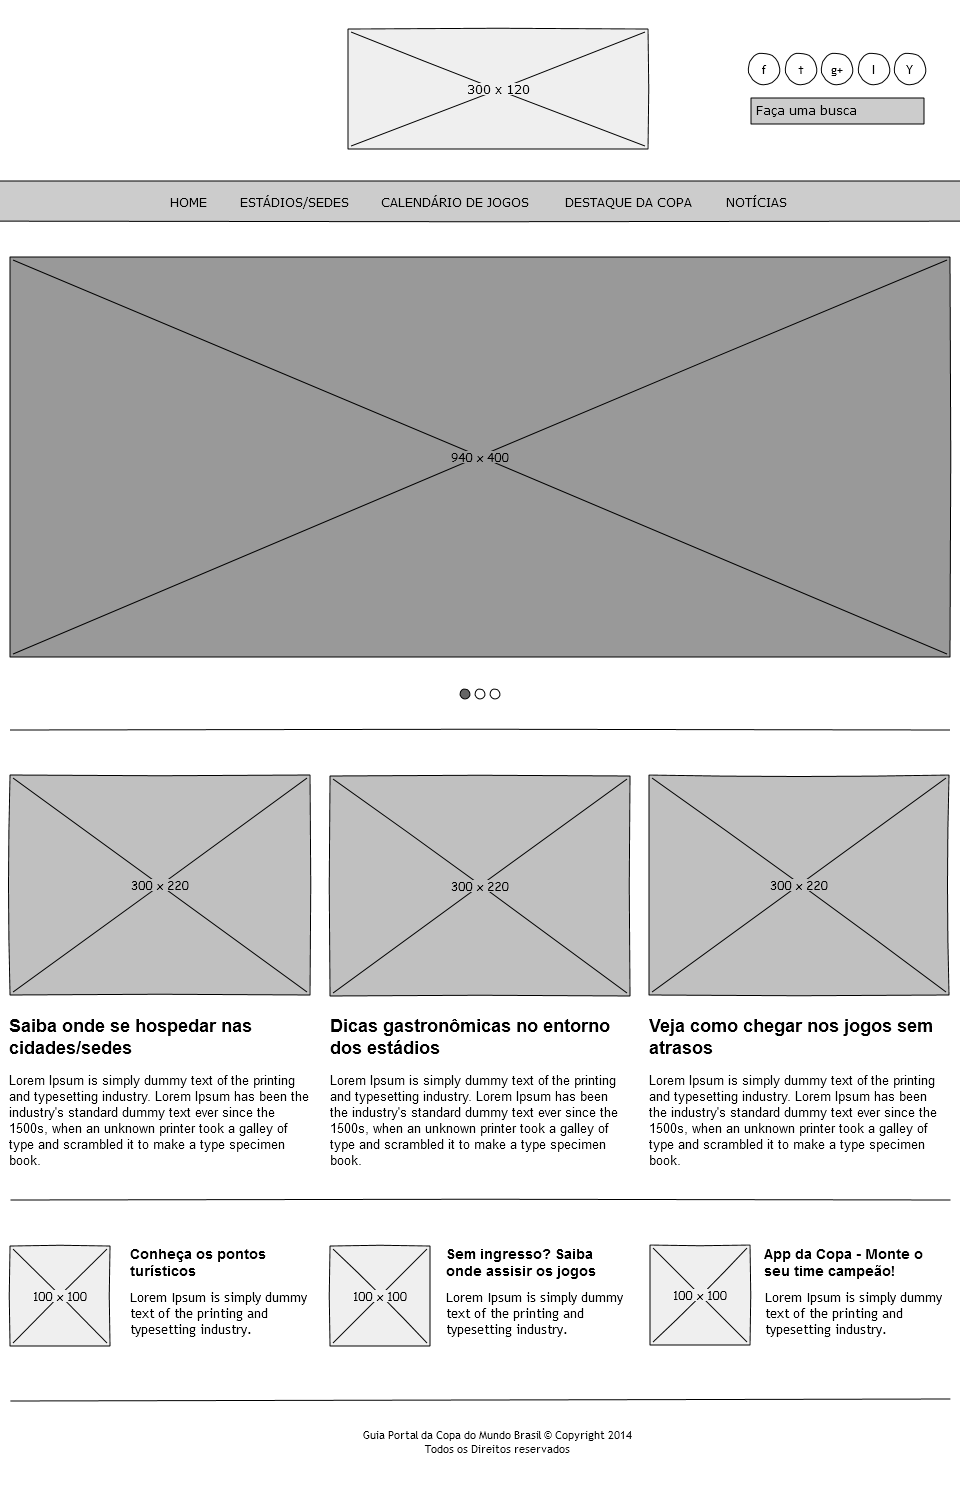 300 x 120
f t g+ I Y
Faça uma busca
HOME ESTÁDIOS/SEDES CALENDÁRIO DE JOGOS DESTAQUE DA COPA NOTÍCIAS
940 x 400
300 x 220
300 x 220
300 x 220
Saiba onde se hospedar nas
cidades/sedes
Lorem Ipsum is simply dummy text of the printing
and typesetting industry. Lorem Ipsum has been the
industry's standard dummy text ever since the
1500s, when an unknown printer took a galley of
type and scrambled it to make a type specimen
book.
Dicas gastronômicas no entorno
dos estádios
Lorem Ipsum is simply dummy text of the printing
and typesetting industry. Lorem Ipsum has been
the industry's standard dummy text ever since the
1500s, when an unknown printer took a galley of
type and scrambled it to make a type specimen
book.
Veja como chegar nos jogos sem
atrasos
Lorem Ipsum is simply dummy text of the printing
and typesetting industry. Lorem Ipsum has been
the industry's standard dummy text ever since the
1500s, when an unknown printer took a galley of
type and scrambled it to make a type specimen
book.
100 x 100
Conheça os pontos
turísticos
Lorem Ipsum is simply dummy
text of the printing and
typesetting industry.
100 x 100
Sem ingresso? Saiba
onde assisir os jogos
Lorem Ipsum is simply dummy
text of the printing and
typesetting industry.
100 x 100
App da Copa - Monte o
seu time campeão!
Lorem Ipsum is simply dummy
text of the printing and
typesetting industry.
Guia Portal da Copa do Mundo Brasil © Copyright 2014
Todos os Direitos reservados